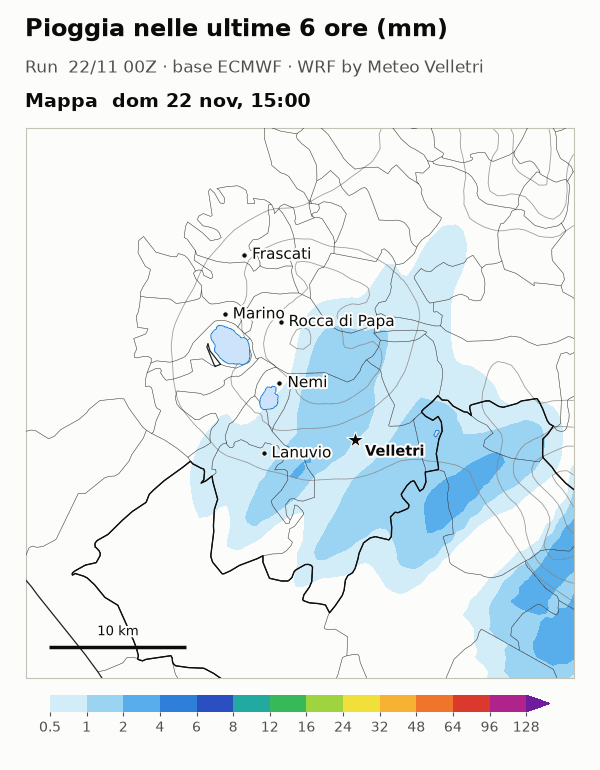 Pioggia nelle ultime 6 ore (mm)
Run  22/11 00Z · base ECMWF · WRF by Meteo Velletri
Mappa  dom 22 nov, 15:00
Frascati
Marino
Rocca di Papa
Nemi
Velletri
Lanuvio
10 km
0.5 1 2 4 6 8 12 16 24 32 48 64 96 128